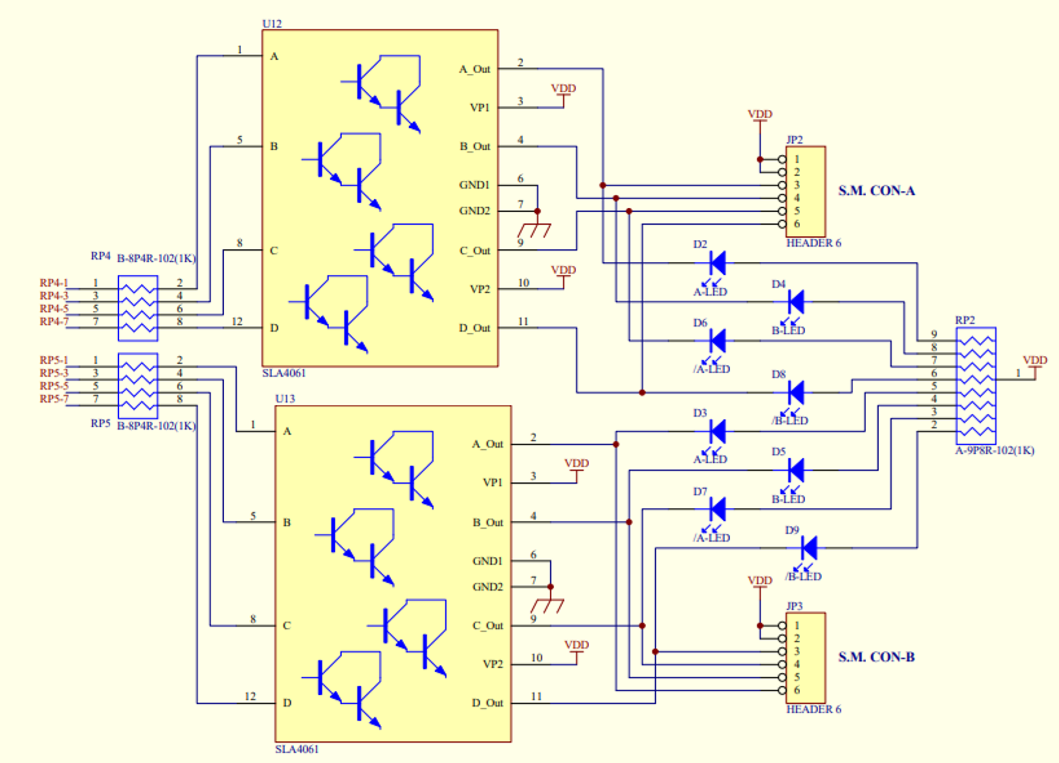 U12
1
A
A_Out
2
VDD
VP1
3
5
B
B_Out
4
GND1
6
GND2
7
8
C
C_Out
9
VDD
VP2
10
12
D
D_Out
11
SLA4061
VDD
JP2
1
2
3
4
5
6
HEADER 6
S.M. CON-A
RP4 B-8P4R-102(1K)
RP4-1 1 2
RP4-3 3 4
RP4-5 5 6
RP4-7 7 8
RP5-1 1 2
RP5-3 3 4
RP5-5 5 6
RP5-7 7 8
RP5 B-8P4R-102(1K)
D2
A-LED
D4
B-LED
D6
/A-LED
D8
/B-LED
D3
A-LED
D5
B-LED
D7
/A-LED
D9
/B-LED
RP2
9
8
7
6
5
4
3
2
1
VDD
A-9P8R-102(1K)
U13
1
A
A_Out
2
VDD
VP1
3
5
B
B_Out
4
GND1
6
GND2
7
8
C
C_Out
9
VDD
VP2
10
12
D
D_Out
11
SLA4061
VDD
JP3
1
2
3
4
5
6
HEADER 6
S.M. CON-B